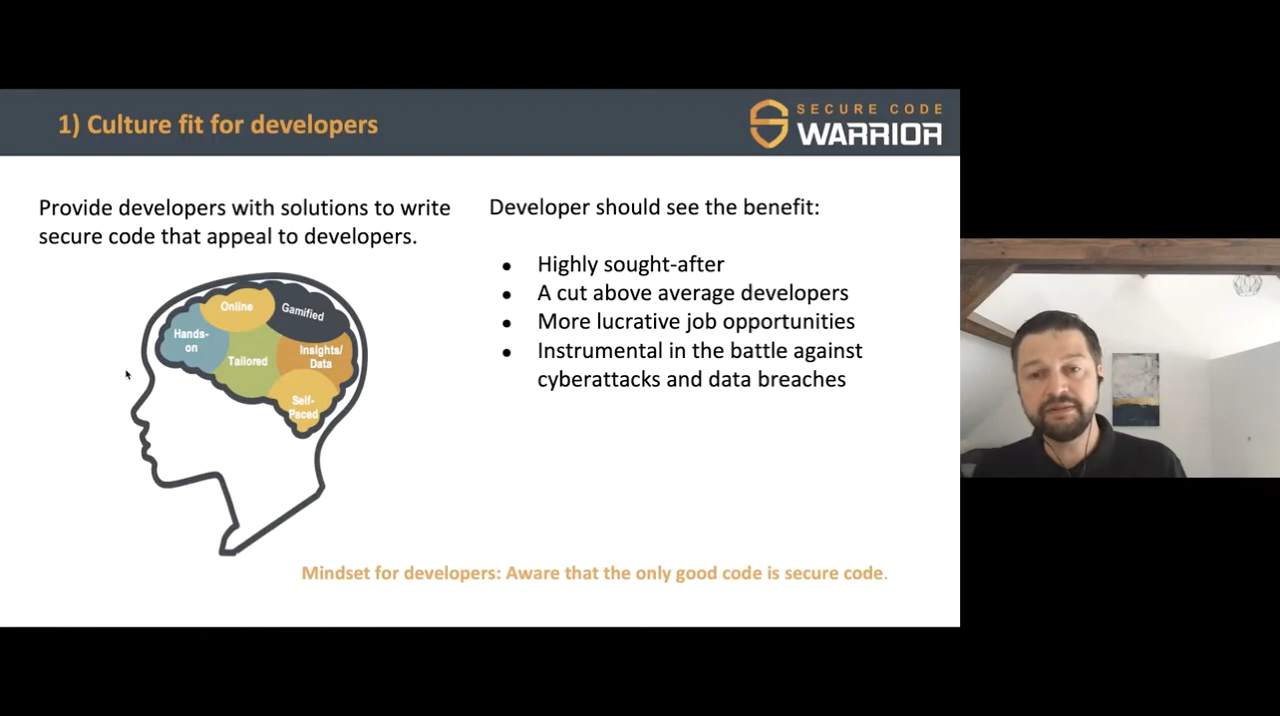 1) Culture fit for developers
SECURE CODE
WARRIOR
Provide developers with solutions to write
secure code that appeal to developers.
Online
Gamified
Hands-
on
Tailored
Insights/
Data
Self-
Paced
Developer should see the benefit:
• Highly sought-after
• A cut above average developers
• More lucrative job opportunities
• Instrumental in the battle against
cyberattacks and data breaches
Mindset for developers: Aware that the only good code is secure code.